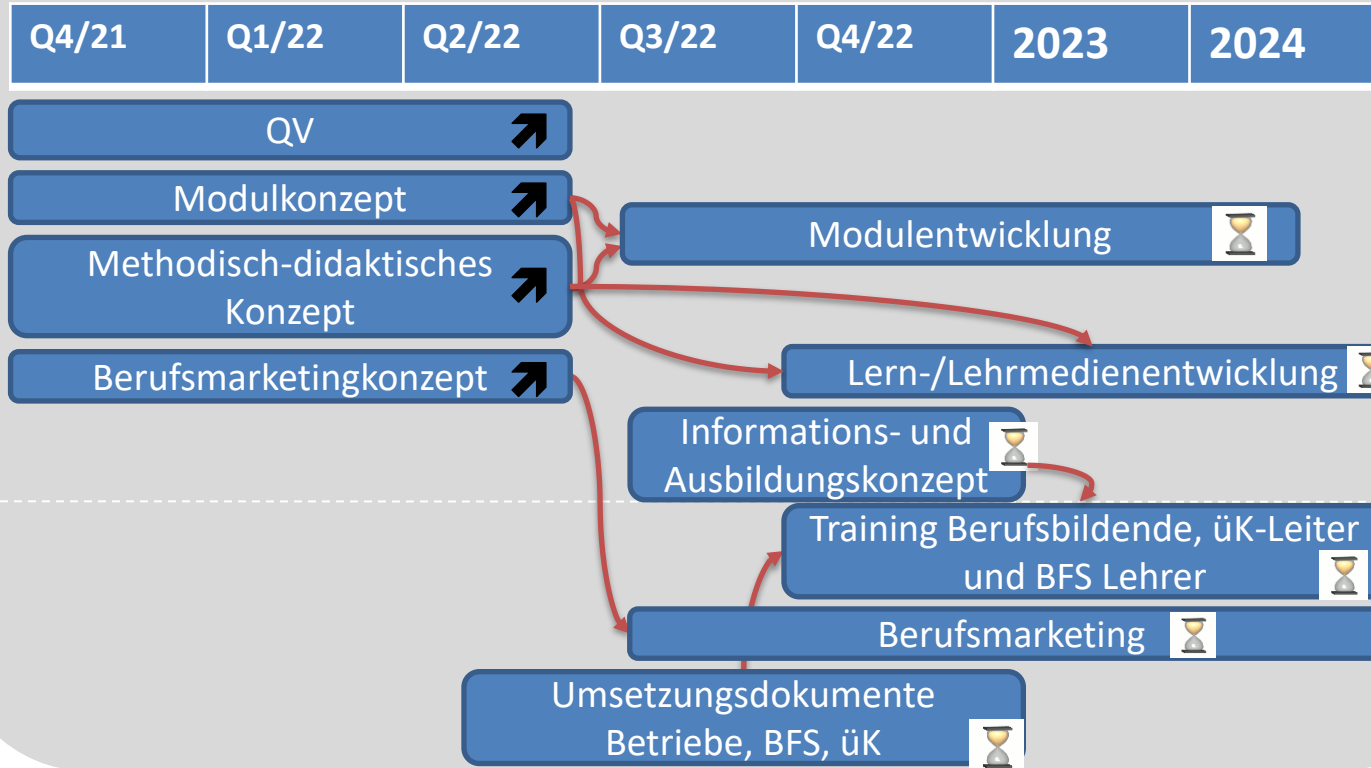 Q4/21 Q1/22 Q2/22 Q3/22 Q4/22 2023 2024
QV
Modulkonzept
Modulentwicklung
Methodisch-didaktisches
Konzept
Berufsmarketingkonzept
Lern-/Lehrmedienentwicklung
Informations- und
Ausbildungskonzept
Training Berufsbildende, üK-Leiter
und BFS Lehrer
Berufsmarketing
Umsetzungsdokumente
Betriebe, BFS, üK